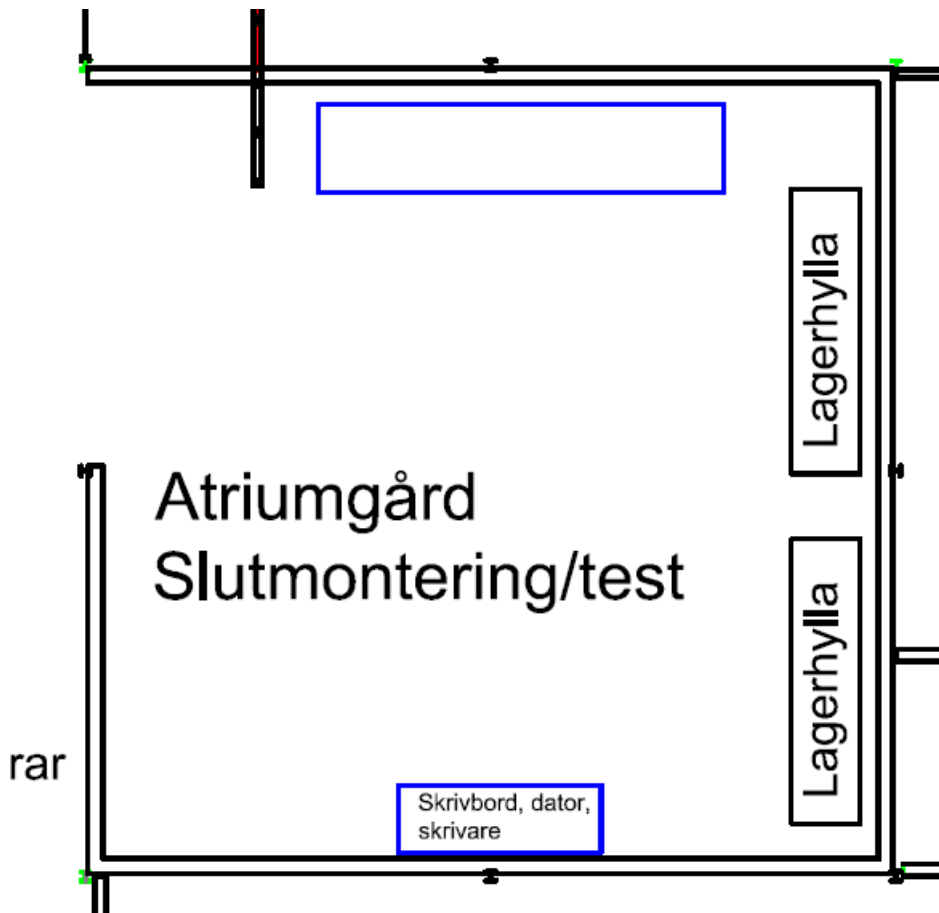 Lagerhylla
Atriumgård
Slutmontering/test
Lagerhylla
rar
Skrivbord, dator,
skrivare